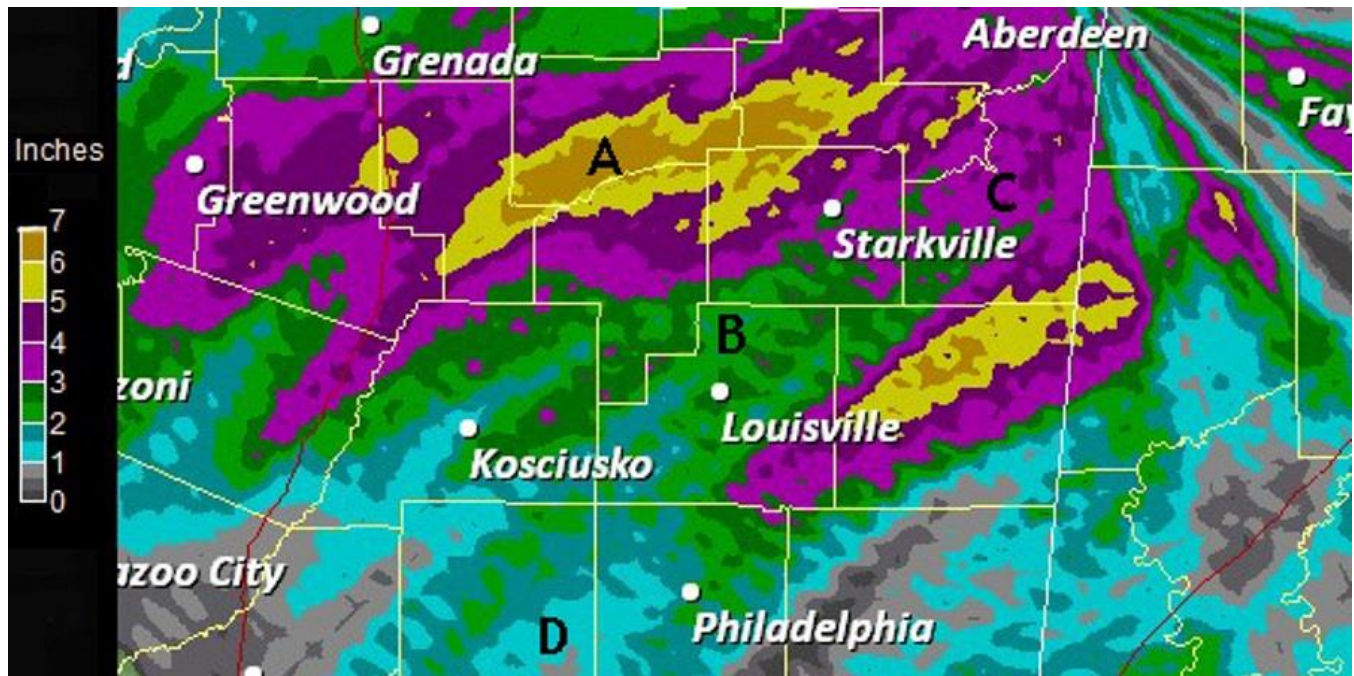 Grenada
Aberdeen
Fay
Inches
A
Greenwood
C
Starkville
7
6
5
4
3
2
1
0
B
zoni
Louisville
Kosciusko
azoo City
D
Philadelphia